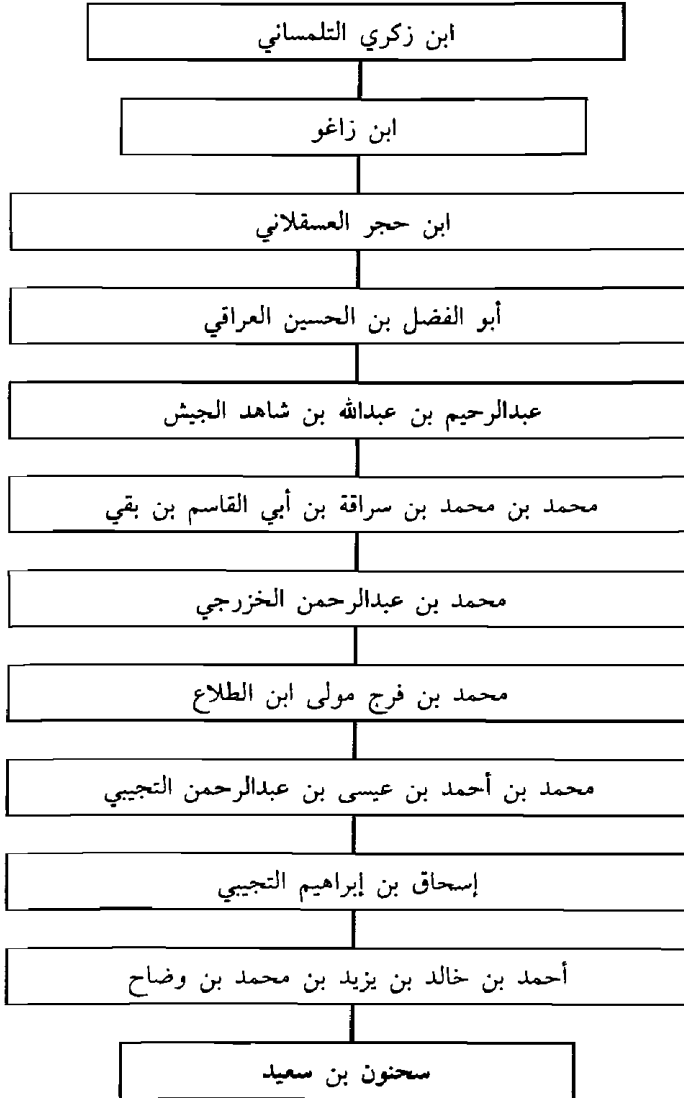 ابن زكري التلمساني
ابن زاغو
ابن حجر العسقلاني
أبو الفضل بن الحسين العراقي
عبدالرحيم بن عبدالله بن شاهد الجيش
محمد بن محمد بن سراقة بن أبي القاسم بن بقي
محمد بن عبدالرحمن الخزرجي
محمد بن فرج مولى ابن الطلاع
محمد بن أحمد بن عيسى بن عبدالرحمن التجيبي
إسحاق بن إبراهيم التجيبي
أحمد بن خالد بن يزيد بن محمد بن وضاح
سحنون بن سعيد